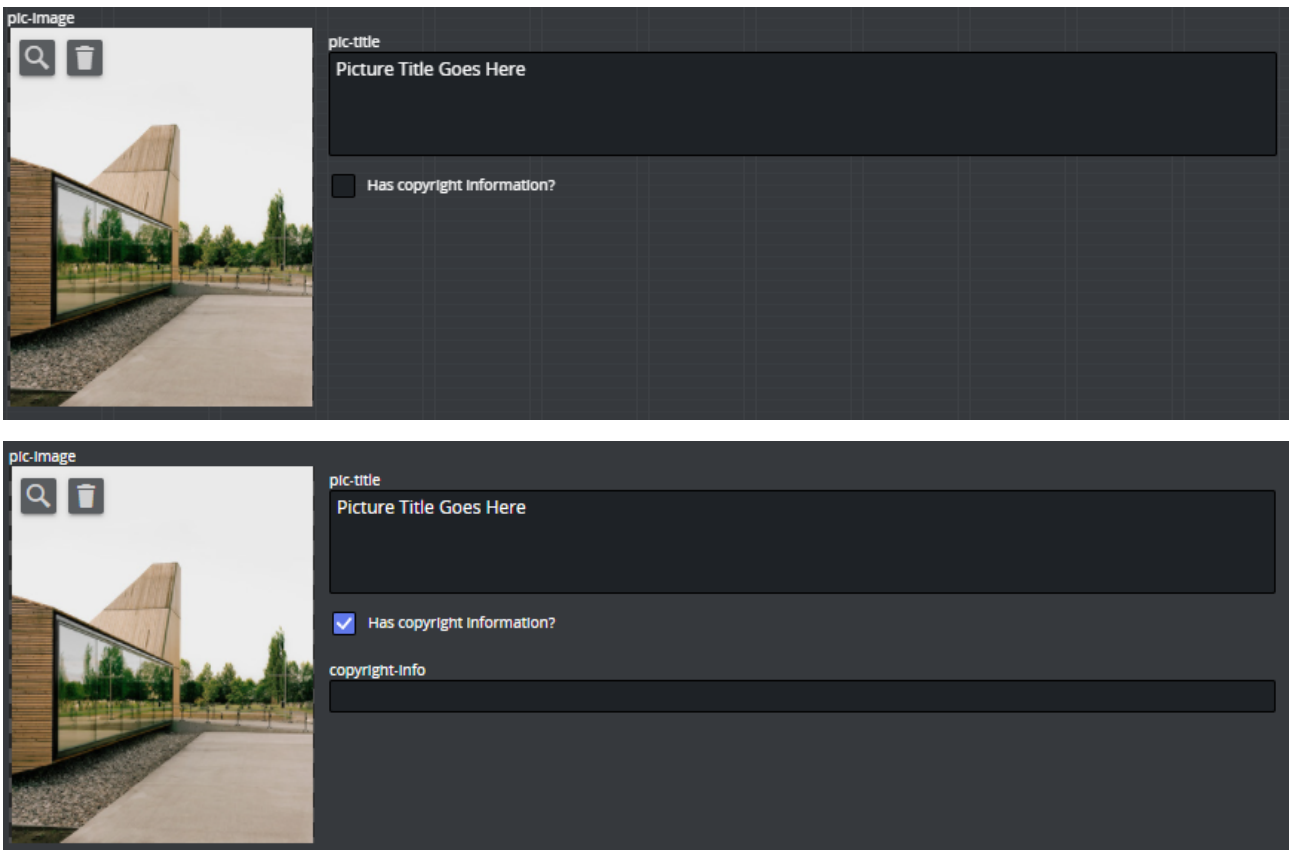 pic-image
pic-title
Picture Title Goes Here
Has copyright information?
pic-image
pic-title
Picture Title Goes Here
Has copyright information?
copyright-info